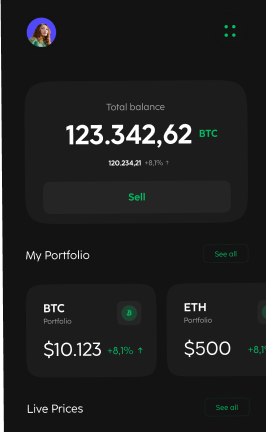 Total balance
123.342,62 BTC
120.234,21 +8,1% ↑
Sell
My Portfolio See all
BTC
Portfolio
$10.123 +8,1% ↑
ETH
Portfolio
$500 +8,1
Live Prices See all